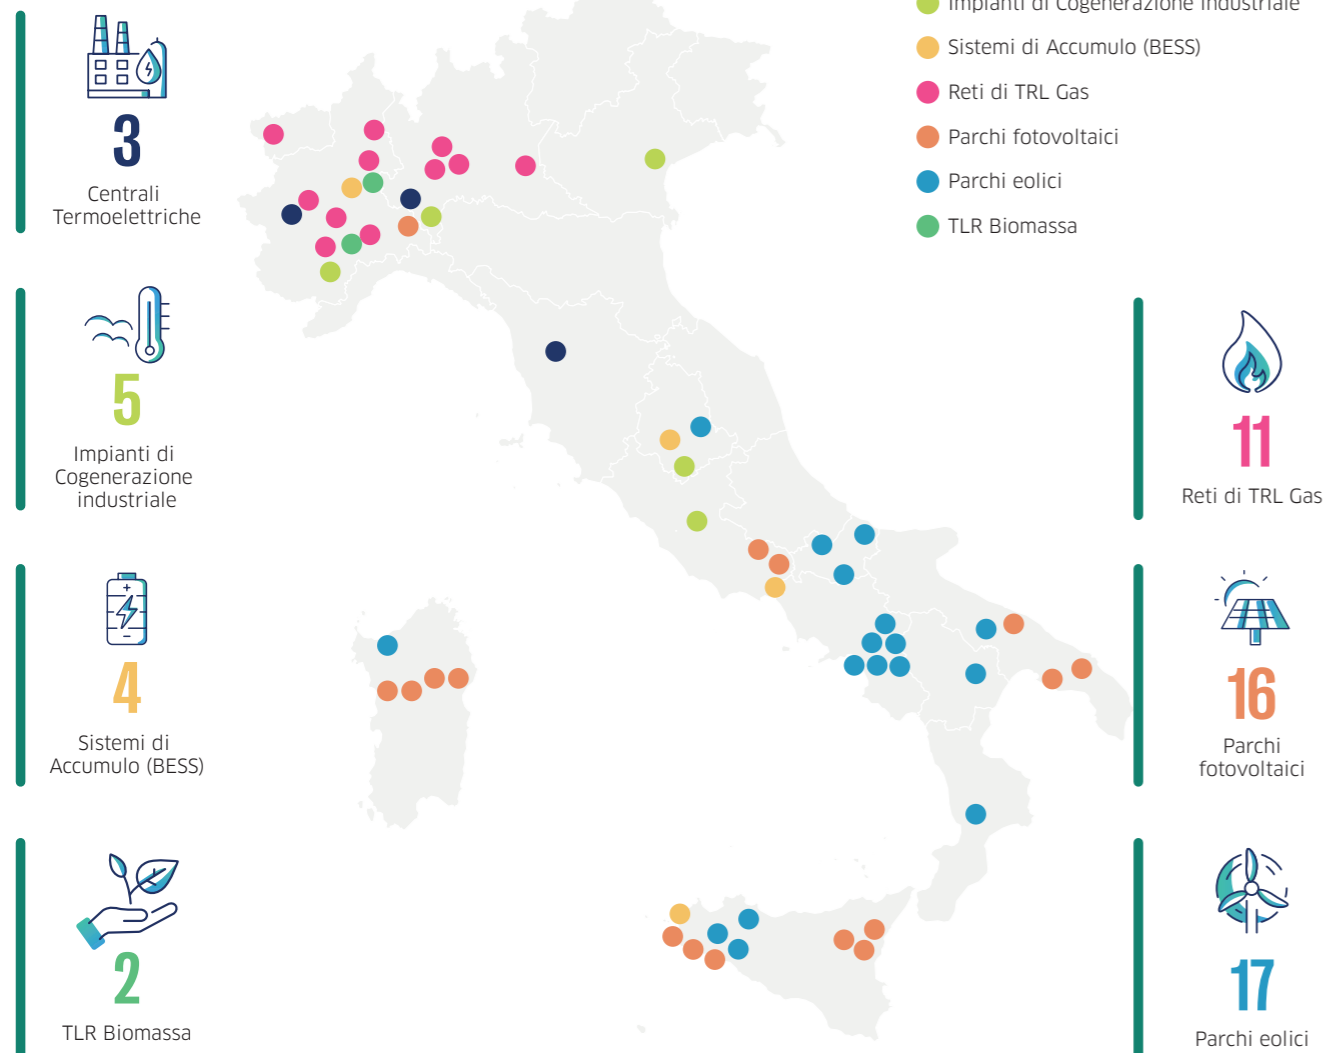 Impianti di Cogenerazione industriale
Sistemi di Accumulo (BESS)
Reti di TRL Gas
Parchi fotovoltaici
Parchi eolici
TLR Biomassa
3
Centrali
Termoelettriche
5
Impianti di
Cogenerazione
industriale
4
Sistemi di
Accumulo (BESS)
2
TLR Biomassa
11
Reti di TRL Gas
16
Parchi
fotovoltaici
17
Parchi eolici